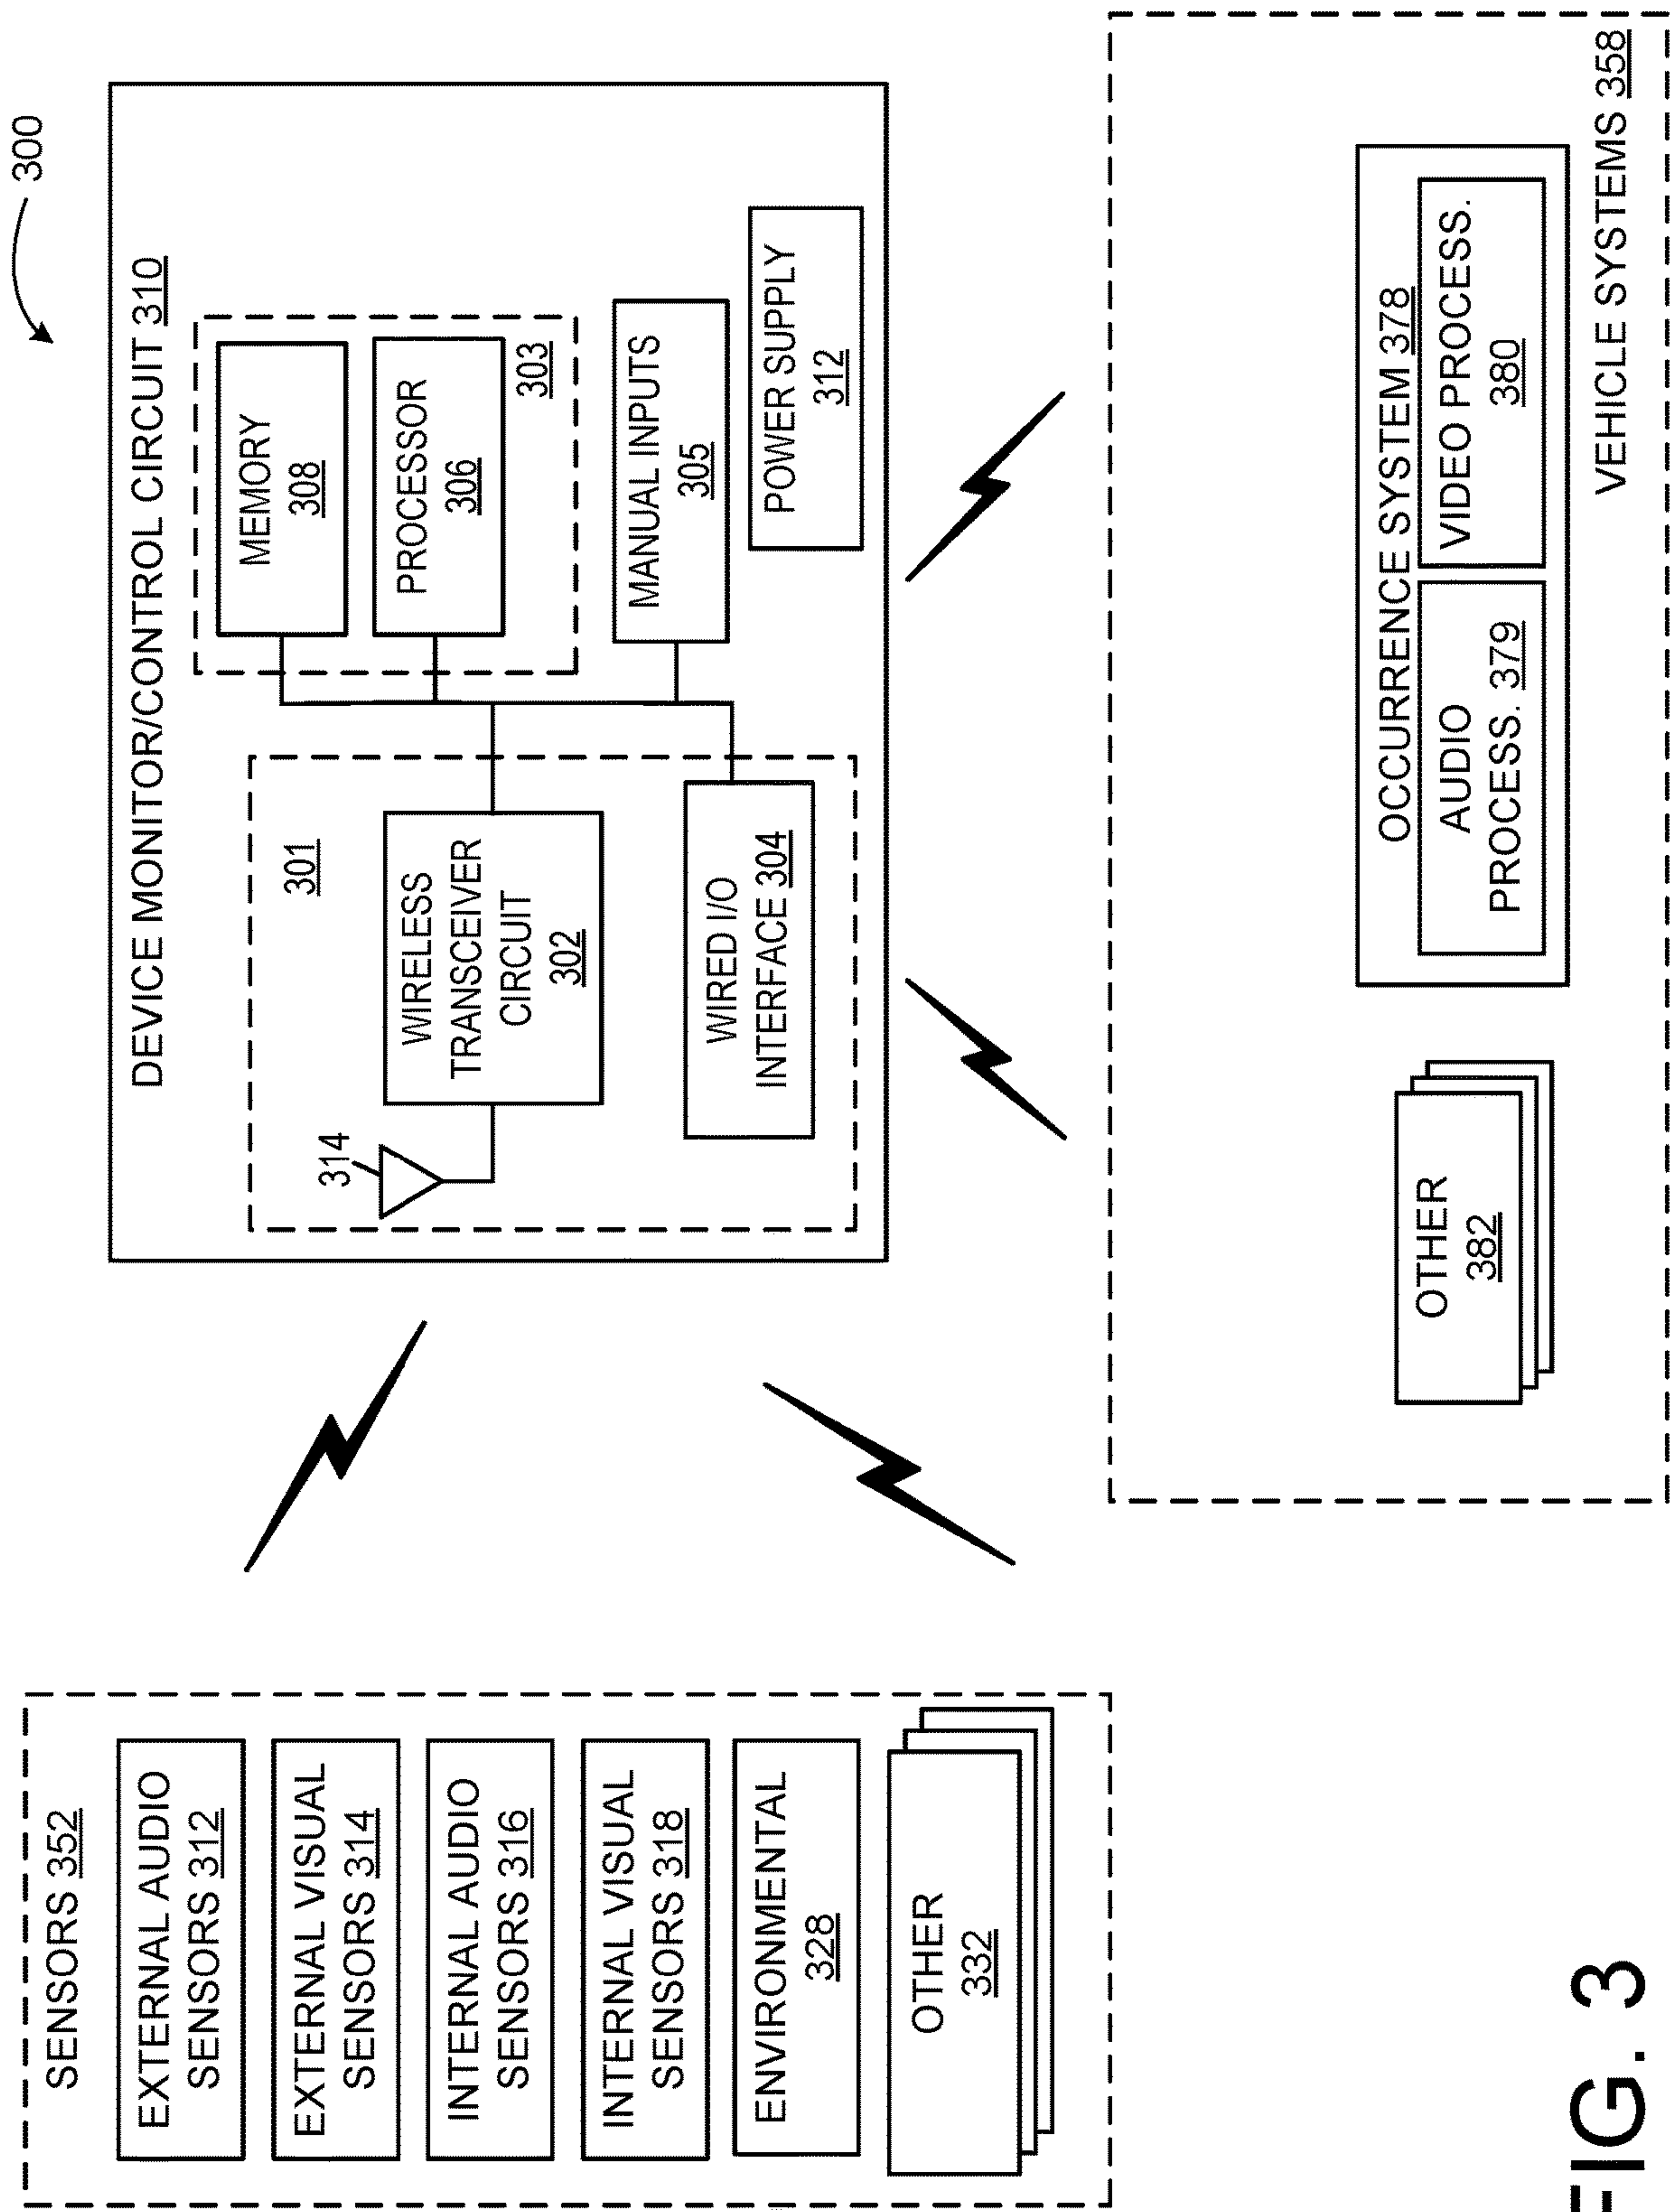 300
SENSORS 352
EXTERNAL AUDIO
SENSORS 312
EXTERNAL VISUAL
SENSORS 314
INTERNAL AUDIO
SENSORS 316
INTERNAL VISUAL
SENSORS 318
ENVIRONMENTAL
328
OTHER
332
DEVICE MONITOR/CONTROL CIRCUIT 310
314
301
WIRELESS
TRANSCEIVER
CIRCUIT
302
WIRED I/O
INTERFACE 304
MEMORY
308
PROCESSOR
306
303
MANUAL INPUTS
305
POWER SUPPLY
312
OTHER
382
OCCURRENCE SYSTEM 378
AUDIO
PROCESS. 379
VIDEO PROCESS.
380
VEHICLE SYSTEMS 358
FIG. 3